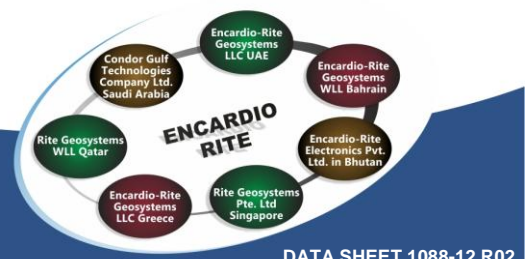 Encardio-Rite
Geosystems
LLC UAE
Condor Gulf
Technologies
Company Ltd.
Saudi Arabia
Encardio-Rite
Geosystems
WLL Bahrain
ENCARDIO
RITE
Rite Geosystems
WLL Qatar
Encardio-Rite
Electronics Pvt.
Ltd. in Bhutan
Encardio-Rite
Geosystems
LLC Greece
Rite Geosystems
Pte. Ltd
Singapore
DATA SHEET 1088-12 R02